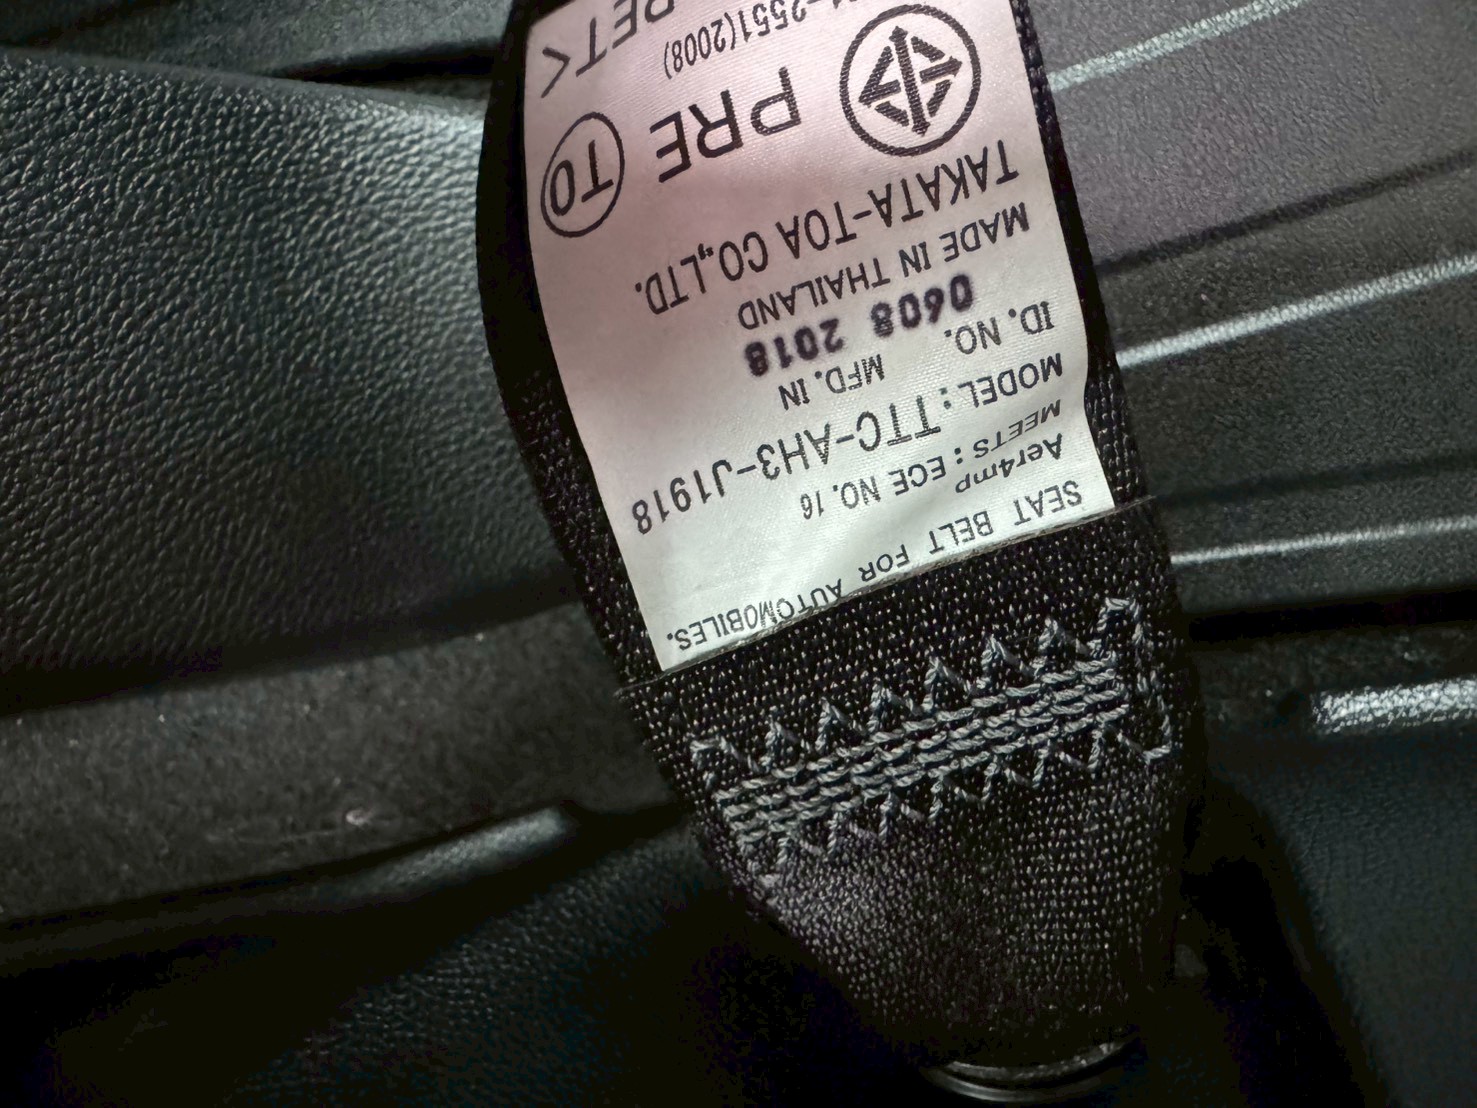 SEAT BELT FOR AUTOMOBILES.
Aer4mp
MEETS : ECE NO. 16
MODEL : TTC-AH3-J1918
ID. NO. MFD. IN
0608 2018
MADE IN THAILAND
TAKATA-TOA CO.,LTD.
PRE TO
-2551(2008)
PET<